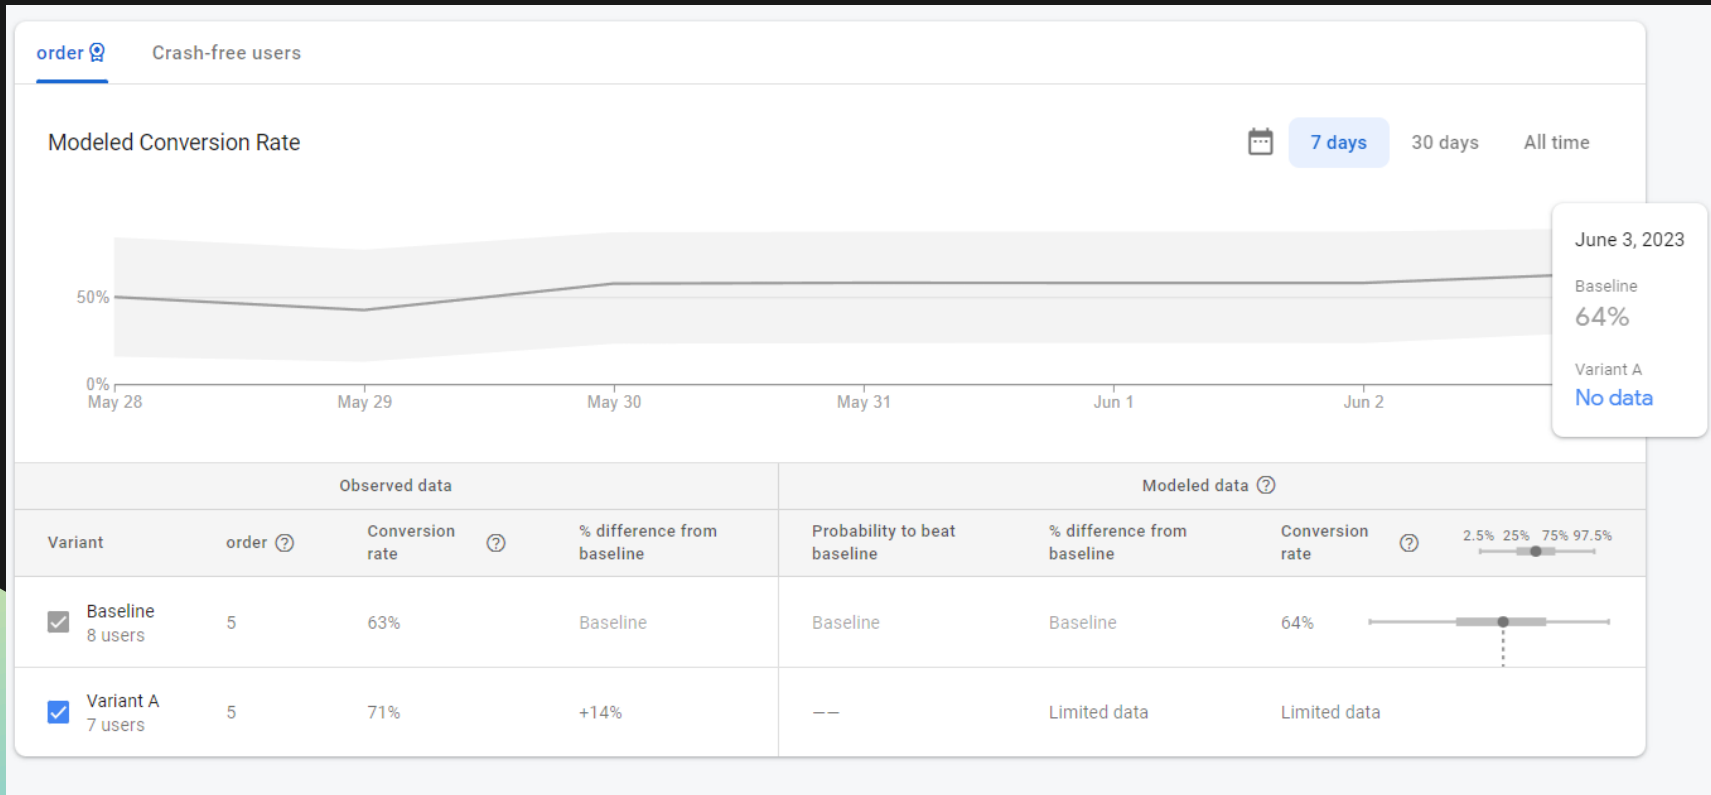 order Crash-free users
Modeled Conversion Rate
7 days 30 days All time
June 3, 2023
Baseline
64%
Variant A
No data
50%
0%
May 28 May 29 May 30 May 31 Jun 1 Jun 2
Observed data Modeled data ?
Variant
order ?
Conversion
rate ?
% difference from
baseline
Probability to beat
baseline
% difference from
baseline
Conversion
rate ?
2.5% 25% 75% 97.5%
Baseline
8 users
5 63% Baseline Baseline Baseline 64%
Variant A
7 users
5 71% +14% —— Limited data Limited data